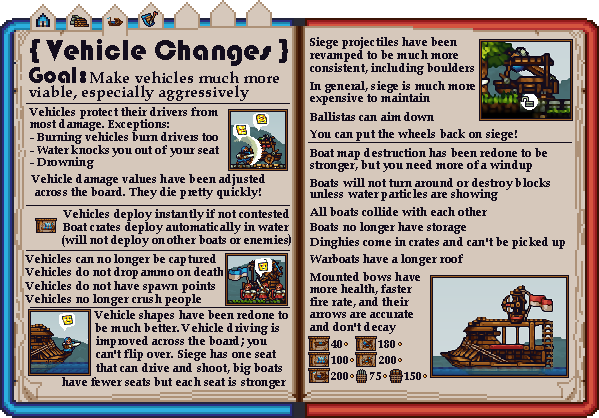 { Vehicle Changes }
Goal: Make vehicles much more
viable, especially aggressively
Vehicles protect their drivers from
most damage. Exceptions:
- Burning vehicles burn drivers too
- Water knocks you out of your seat
- Drowning
Vehicle damage values have been adjusted
across the board. They die pretty quickly!
Vehicles deploy instantly if not contested
Boat crates deploy automatically in water
(will not deploy on other boats or enemies)
Vehicles can no longer be captured
Vehicles do not drop ammo on death
Vehicles do not have spawn points
Vehicles no longer crush people
Vehicle shapes have been redone to
be much better. Vehicle driving is
improved across the board; you
can't flip over. Siege has one seat
that can drive and shoot, big boats
have fewer seats but each seat is stronger
Siege projectiles have been
revamped to be much more
consistent, including boulders
In general, siege is much more
expensive to maintain
Ballistas can aim down
You can put the wheels back on siege!
Boat map destruction has been redone to be
stronger, but you need more of a windup
Boats will not turn around or destroy blocks
unless water particles are showing
All boats collide with each other
Boats no longer have storage
Dinghies come in crates and can't be picked up
Warboats have a longer roof
Mounted bows have
more health, faster
fire rate, and their
arrows are accurate
and don't decay
40 180
100 200
200 75 150